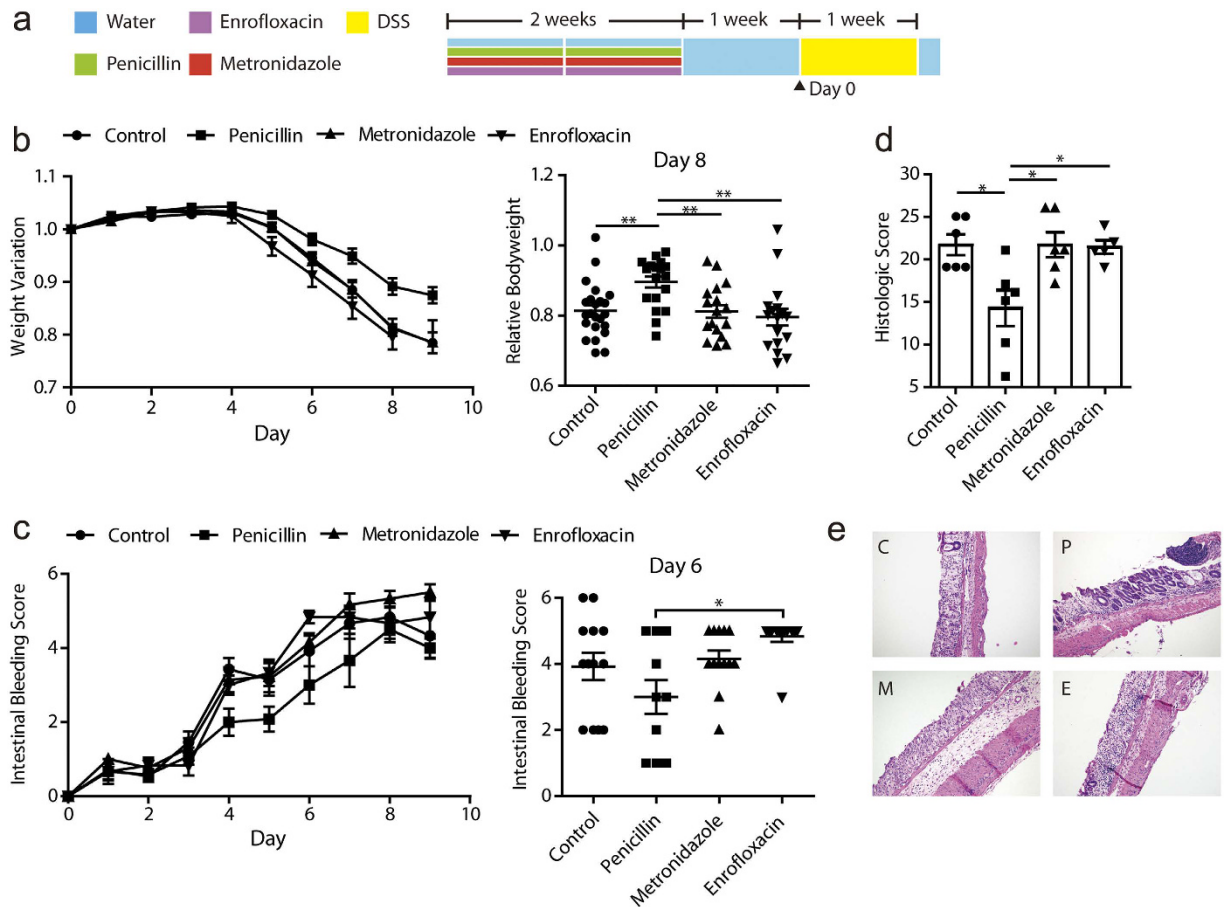 a
Water
Enrofloxacin
DSS
Penicillin
Metronidazole
2 weeks
1 week
1 week
▲ Day 0
b
Control
Penicillin
Metronidazole
Enrofloxacin
Weight Variation
1.1
1.0
0.9
0.8
0.7
0 2 4 6 8 10
Day
Day 8
Relative Bodyweight
1.2
1.0
0.8
0.6
** ** **
Control
Penicillin
Metronidazole
Enrofloxacin
d
Histologic Score
25
20
15
10
5
* * *
Control
Penicillin
Metronidazole
Enrofloxacin
c
Control
Penicillin
Metronidazole
Enrofloxacin
Intestinal Bleeding Score
6
4
2
0
0 2 4 6 8 10
Day
Day 6
Intestinal Bleeding Score
6
4
2
0
*
Control
Penicillin
Metronidazole
Enrofloxacin
e
C
P
M
E